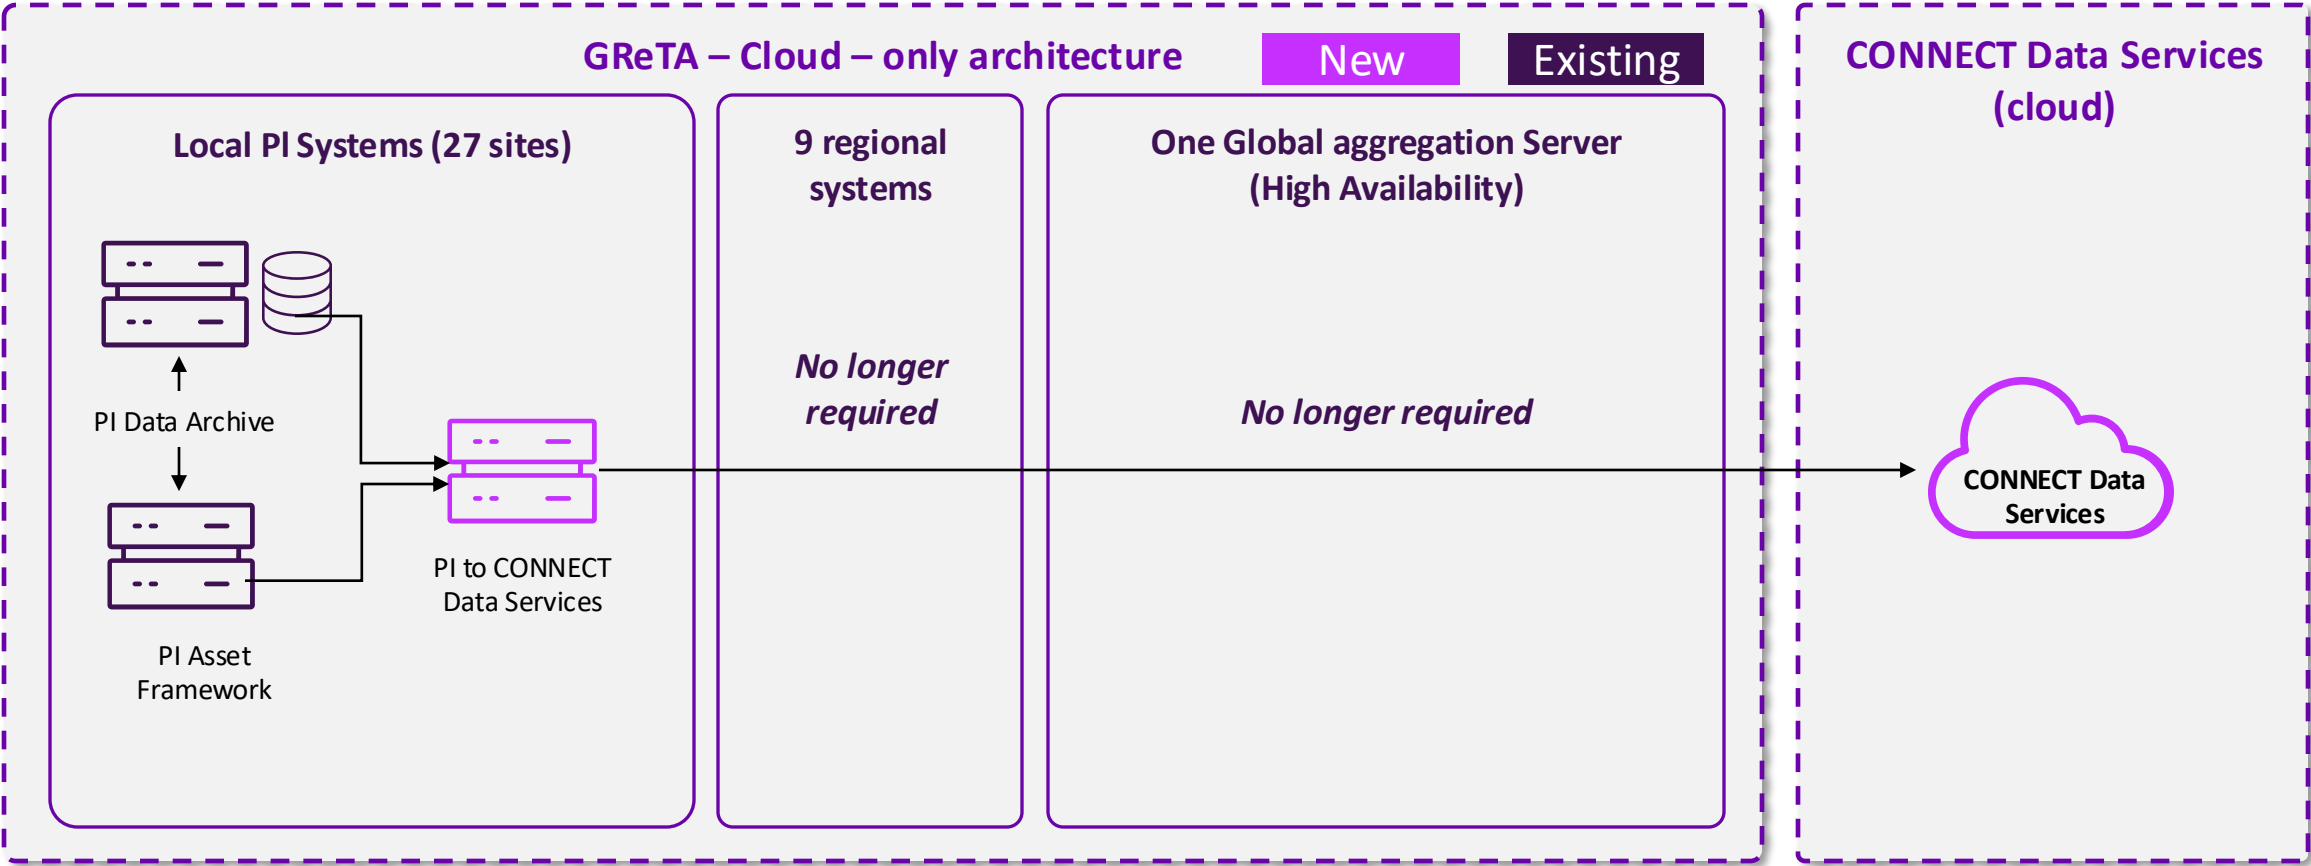 GReTA – Cloud – only architecture
New
Existing
CONNECT Data Services
(cloud)
Local PI Systems (27 sites)
9 regional
systems
One Global aggregation Server
(High Availability)
PI Data Archive
No longer
required
No longer required
CONNECT Data
Services
PI to CONNECT
Data Services
PI Asset
Framework